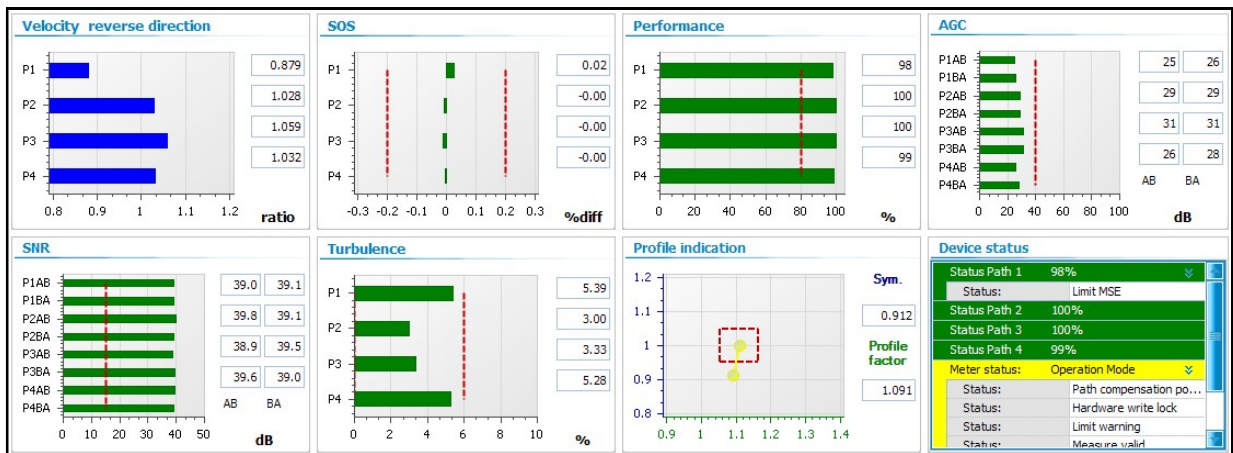 Velocity reverse direction
P1
P2
P3
P4
0.8 0.9 1 1.1 1.2
0.879
1.028
1.059
1.032
ratio
SOS
P1
P2
P3
P4
-0.3 -0.2 -0.1 0 0.1 0.2 0.3
0.02
-0.00
-0.00
-0.00
%diff
Performance
P1
P2
P3
P4
0 20 40 60 80 100
98
100
100
99
%
AGC
P1AB
P1BA
P2AB
P2BA
P3AB
P3BA
P4AB
P4BA
0 20 40 60 80 100
25 26
29 29
31 31
26 28
AB BA
dB
SNR
P1AB
P1BA
P2AB
P2BA
P3AB
P3BA
P4AB
P4BA
0 10 20 30 40 50
39.0 39.1
39.8 39.1
38.9 39.5
39.6 39.0
AB BA
dB
Turbulence
P1
P2
P3
P4
0 2 4 6 8 10
5.39
3.00
3.33
5.28
%
Profile indication
1.2
1.1
1
0.9
0.8
0.9 1 1.1 1.2 1.3 1.4
Sym.
0.912
Profile
factor
1.091
Device status
Status Path 1 98%
Status: Limit MSE
Status Path 2 100%
Status Path 3 100%
Status Path 4 99%
Meter status: Operation Mode
Status: Path compensation po...
Status: Hardware write lock
Status: Limit warning
Status: Measure valid